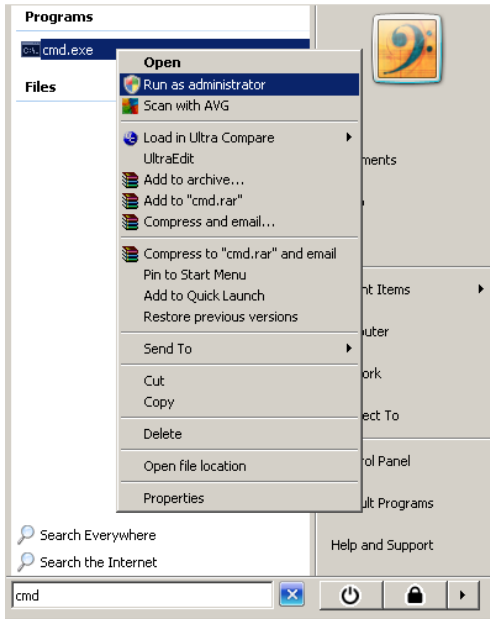 Programs
cmd.exe
Files
Open
Run as administrator
Scan with AVG
Load in Ultra Compare
UltraEdit
Add to archive...
Add to "cmd.rar"
Compress and email...
Compress to "cmd.rar" and email
Pin to Start Menu
Add to Quick Launch
Restore previous versions
Send To
Cut
Copy
Delete
Open file location
Properties
Search Everywhere
Search the Internet
cmd
ments
nt Items
uter
ork
ect To
rol Panel
ult Programs
Help and Support